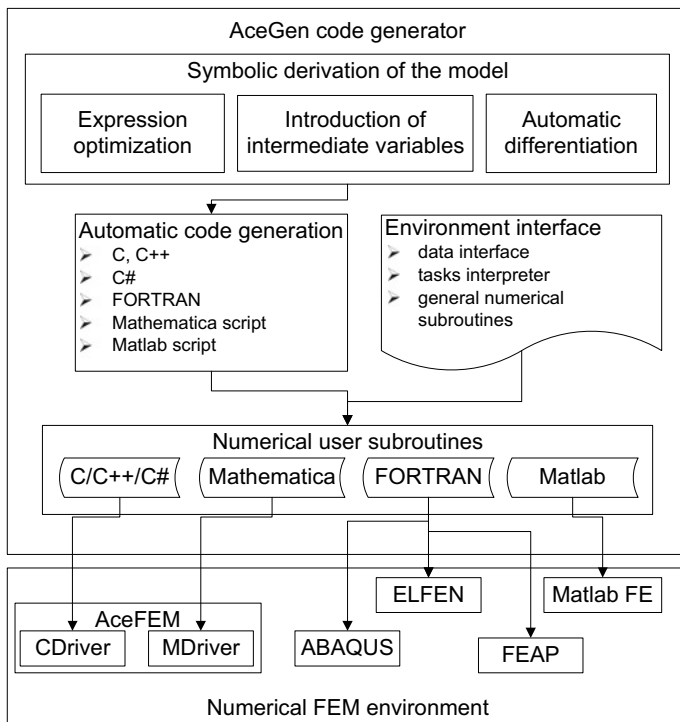 AceGen code generator
Symbolic derivation of the model
Expression
optimization
Introduction of
intermediate variables
Automatic
differentiation
Automatic code generation
C, C++
C#
FORTRAN
Mathematica script
Matlab script
Environment interface
data interface
tasks interpreter
general numerical
subroutines
Numerical user subroutines
C/C++/C#
Mathematica
FORTRAN
Matlab
ELFEN
Matlab FE
AceFEM
CDriver
MDriver
ABAQUS
FEAP
Numerical FEM environment